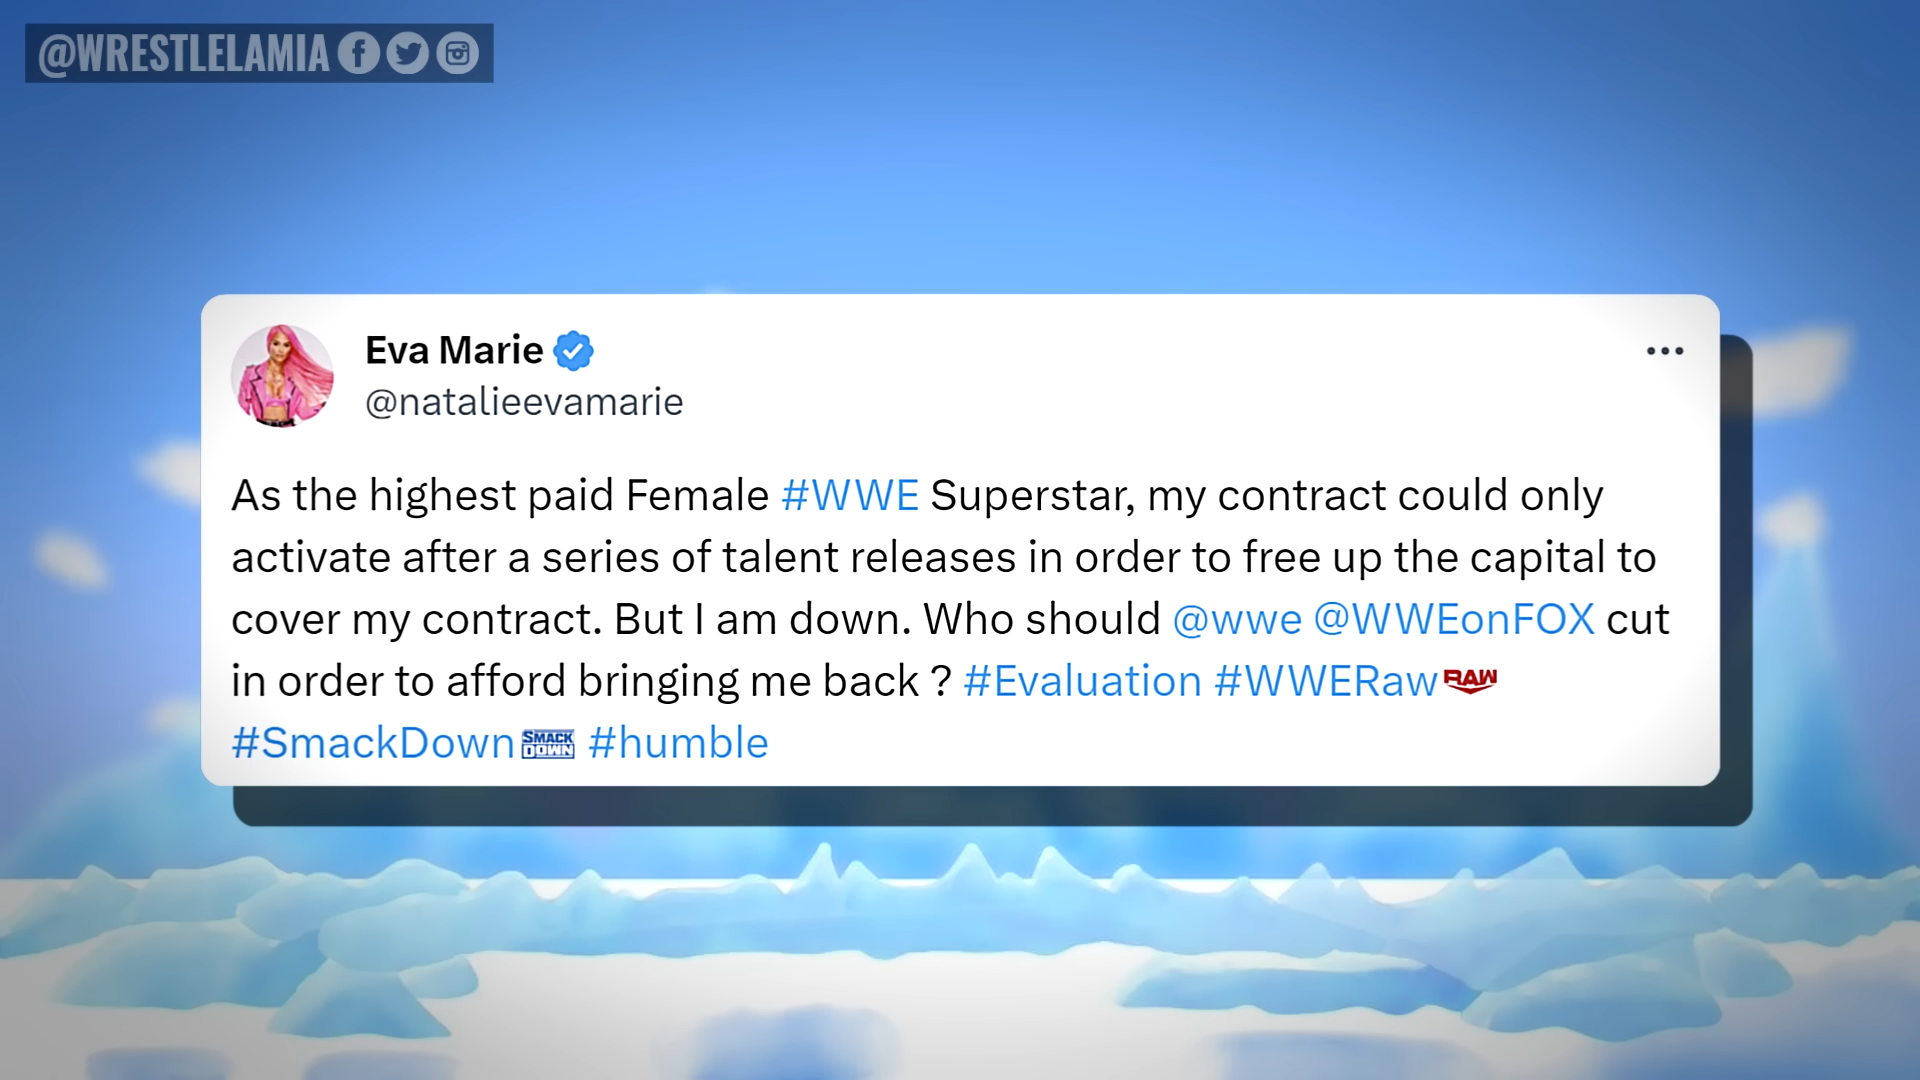 @WRESTLELAMIA
Eva Marie
@natalieevamarie
As the highest paid Female #WWE Superstar, my contract could only
activate after a series of talent releases in order to free up the capital to
cover my contract. But I am down. Who should @wwe @WWEonFOX cut
in order to afford bringing me back ? #Evaluation #WWERaw RAW
#SmackDown SMACK DOWN #humble